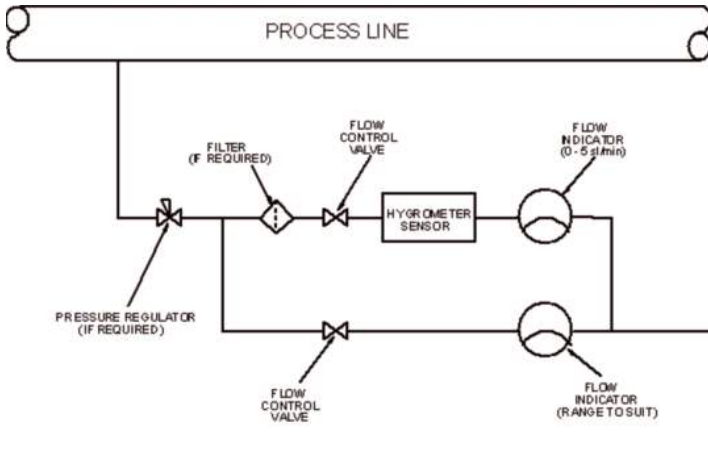 PROCESS LINE
FLOW
CONTROL
VALVE
FLOW
INDICATOR
(0 - 5 sl/min)
FILTER
(IF REQUIRED)
HYGROMETER
SENSOR
PRESSURE REGULATOR
(IF REQUIRED)
FLOW
CONTROL
VALVE
FLOW
INDICATOR
(RANGE TO SUIT)